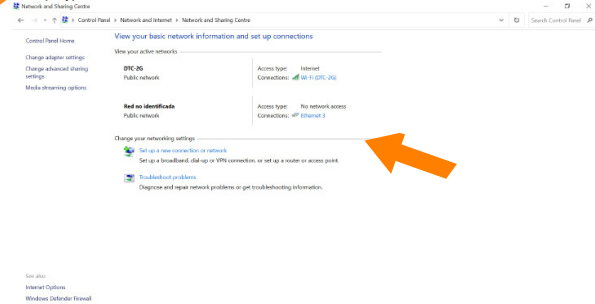 Network and Sharing Centre
Control Panel > Network and Internet > Network and Sharing Centre
Search Control Panel
Control Panel Home
Change adapter settings
Change advanced sharing
settings
Media streaming options
View your basic network information and set up connections
View your active networks
DTC-2G
Public network
Access type: Internet
Connections: Wi-Fi (DTC-2G)
Red no identificada
Public network
Access type: No network access
Connections: Ethernet 3
Change your networking settings
Set up a new connection or network
Set up a broadband, dial-up or VPN connection, or set up a router or access point.
Troubleshoot problems
Diagnose and repair network problems or get troubleshooting information.
See also
Internet Options
Windows Defender Firewall